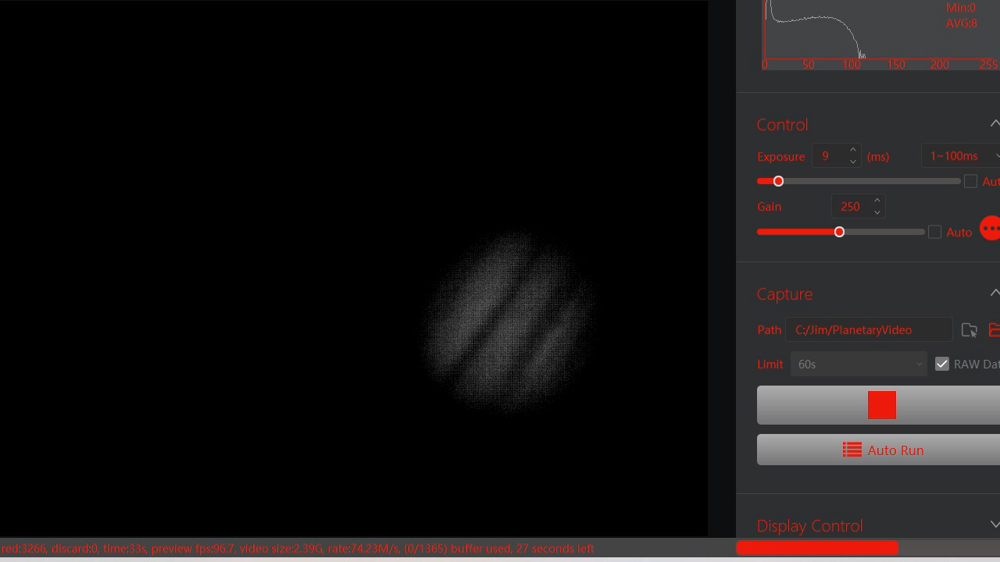 Min:0
AVG:8
0 50 100 150 200 255
Control
Exposure 9 (ms) 1~100ms
Aut
Gain 250
Auto
Capture
Path C:/Jim/PlanetaryVideo
Limit 60s RAW Dat
Auto Run
Display Control
red:3266, discard:0, time:33s, preview fps:96.7, video size:2.39G, rate:74.23M/s, (0/1365) buffer used, 27 seconds left